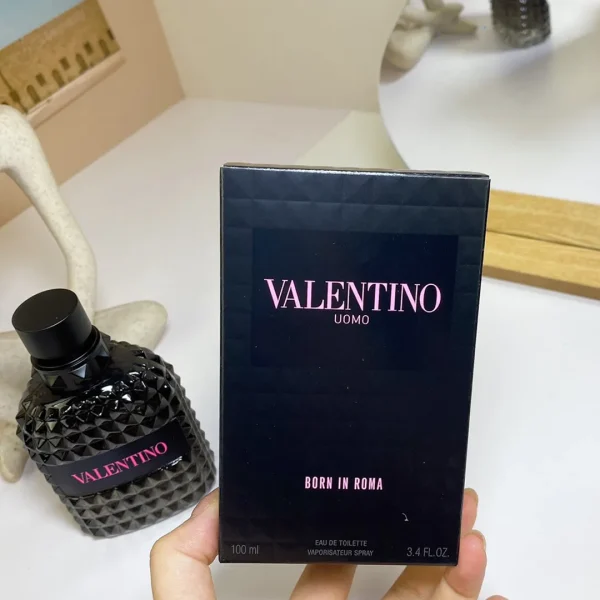 VALENTINO
UOMO
BORN IN ROMA
EAU DE TOILETTE
100 ml VAPORISATEUR SPRAY 3.4 FL.OZ.
VALENTINO